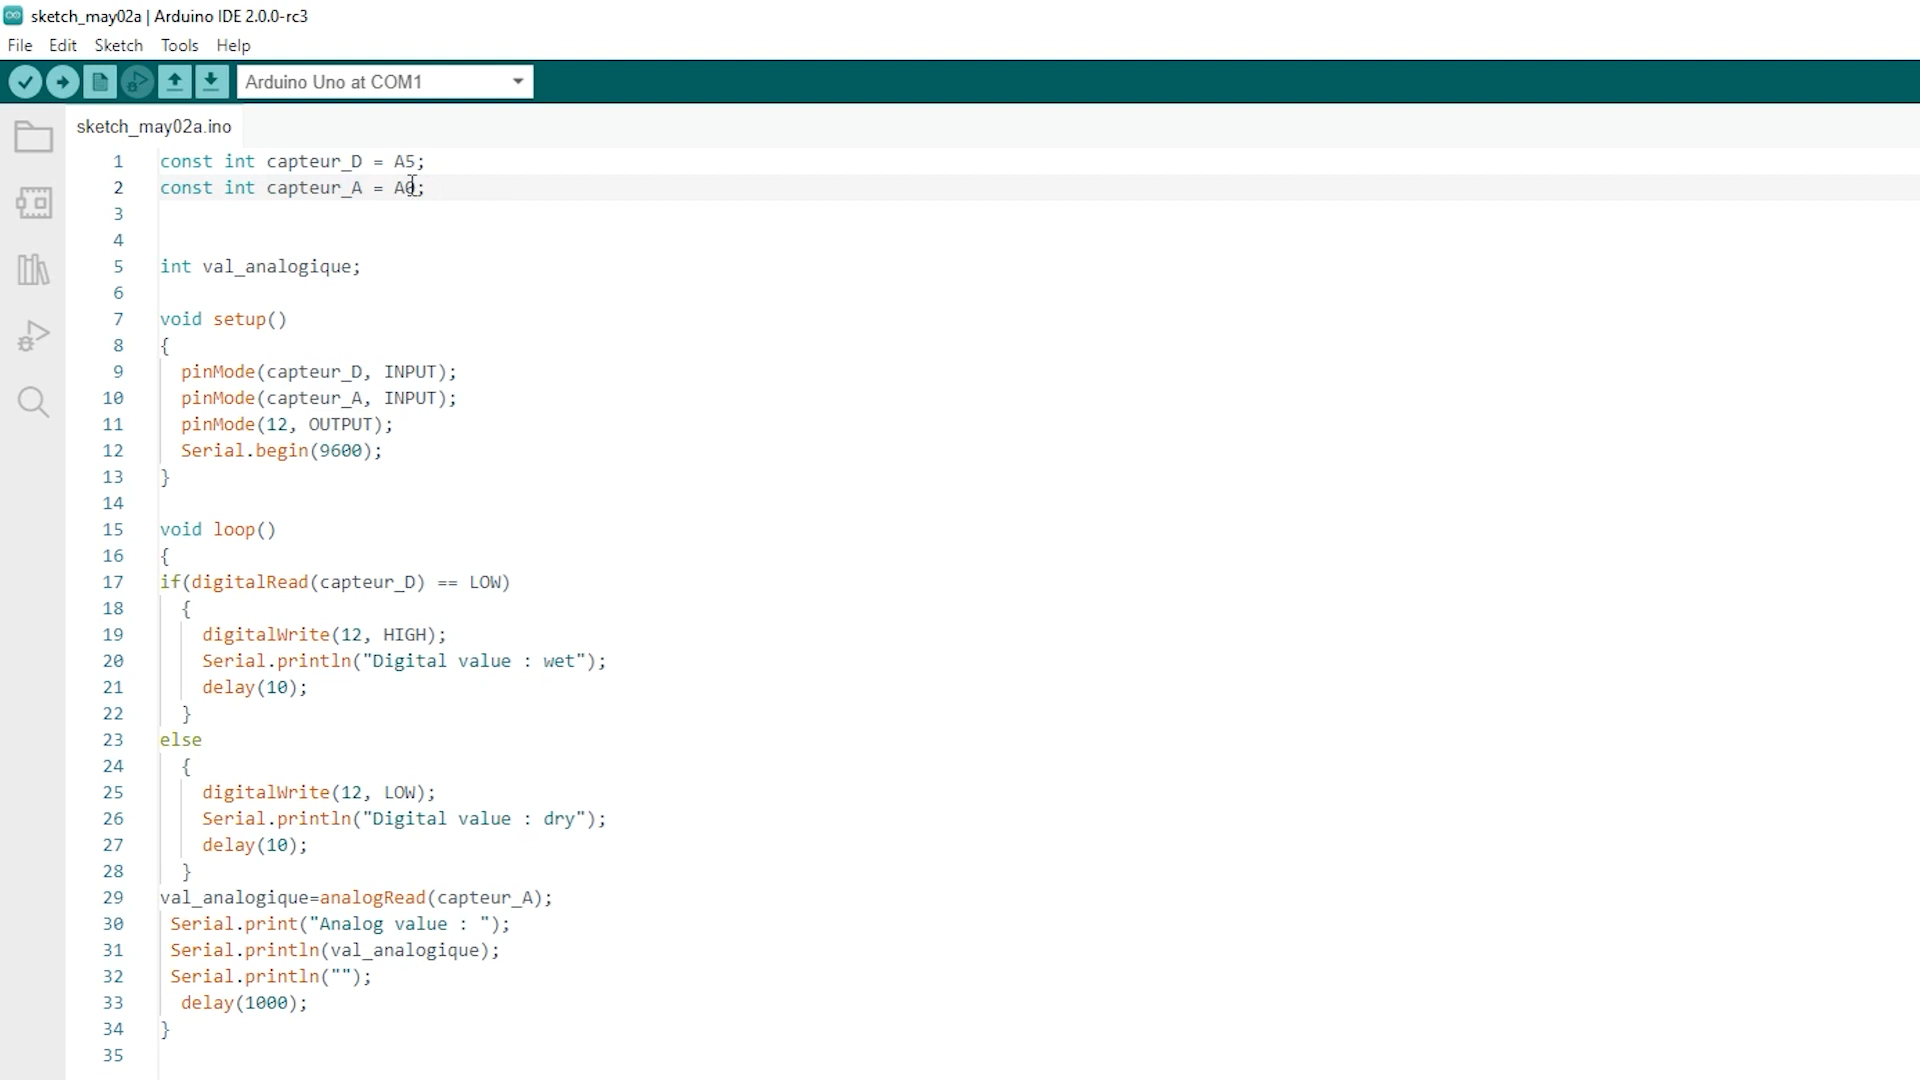 sketch_may02a | Arduino IDE 2.0.0-rc3
File Edit Sketch Tools Help
Arduino Uno at COM1
sketch_may02a.ino
1 const int capteur_D = A5;
2 const int capteur_A = A0;
3
4
5 int val_analogique;
6
7 void setup()
8 {
9 pinMode(capteur_D, INPUT);
10 pinMode(capteur_A, INPUT);
11 pinMode(12, OUTPUT);
12 Serial.begin(9600);
13 }
14
15 void loop()
16 {
17 if(digitalRead(capteur_D) == LOW)
18 {
19 digitalWrite(12, HIGH);
20 Serial.println("Digital value : wet");
21 delay(10);
22 }
23 else
24 {
25 digitalWrite(12, LOW);
26 Serial.println("Digital value : dry");
27 delay(10);
28 }
29 val_analogique=analogRead(capteur_A);
30 Serial.print("Analog value : ");
31 Serial.println(val_analogique);
32 Serial.println("");
33 delay(1000);
34 }
35